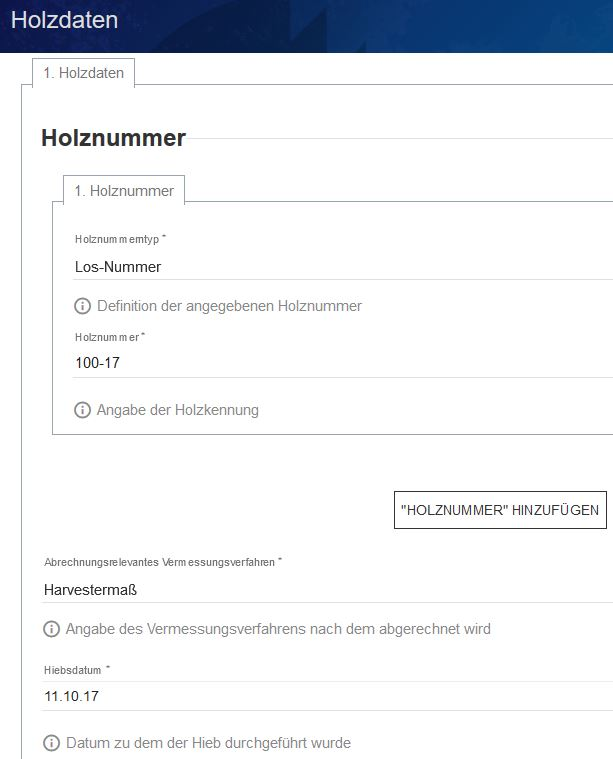 Holzdaten
1. Holzdaten
Holznummer
1. Holznummer
Holznummerntyp *
Los-Nummer
Definition der angegebenen Holznummer
Holznummer *
100-17
Angabe der Holzkennung
"HOLZNUMMER" HINZUFÜGEN
Abrechnungsrelevantes Vermessungsverfahren *
Harvestermaß
Angabe des Vermessungsverfahrens nach dem abgerechnet wird
Hiebsdatum *
11.10.17
Datum zu dem der Hieb durchgeführt wurde